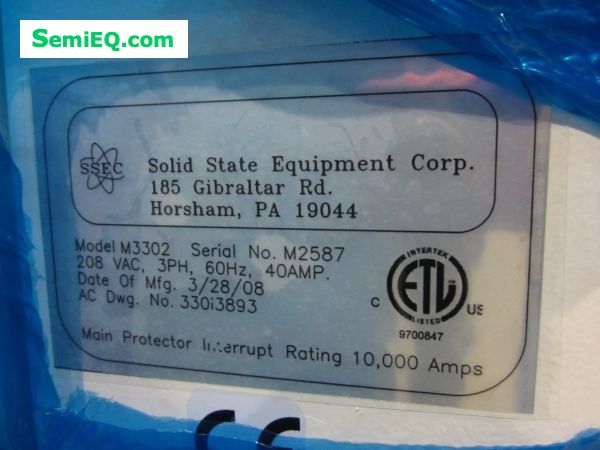 SemiEQ.com
SSEC
Solid State Equipment Corp.
185 Gibraltar Rd.
Horsham, PA 19044
Model M3302 Serial No. M2587
208 VAC, 3PH, 60Hz, 40AMP.
Date Of Mfg. 3/28/08
AC Dwg. No. 330i3893
INTERTEK
ETL
LISTED
C US
9700847
Main Protector Interrupt Rating 10,000 Amps
CE